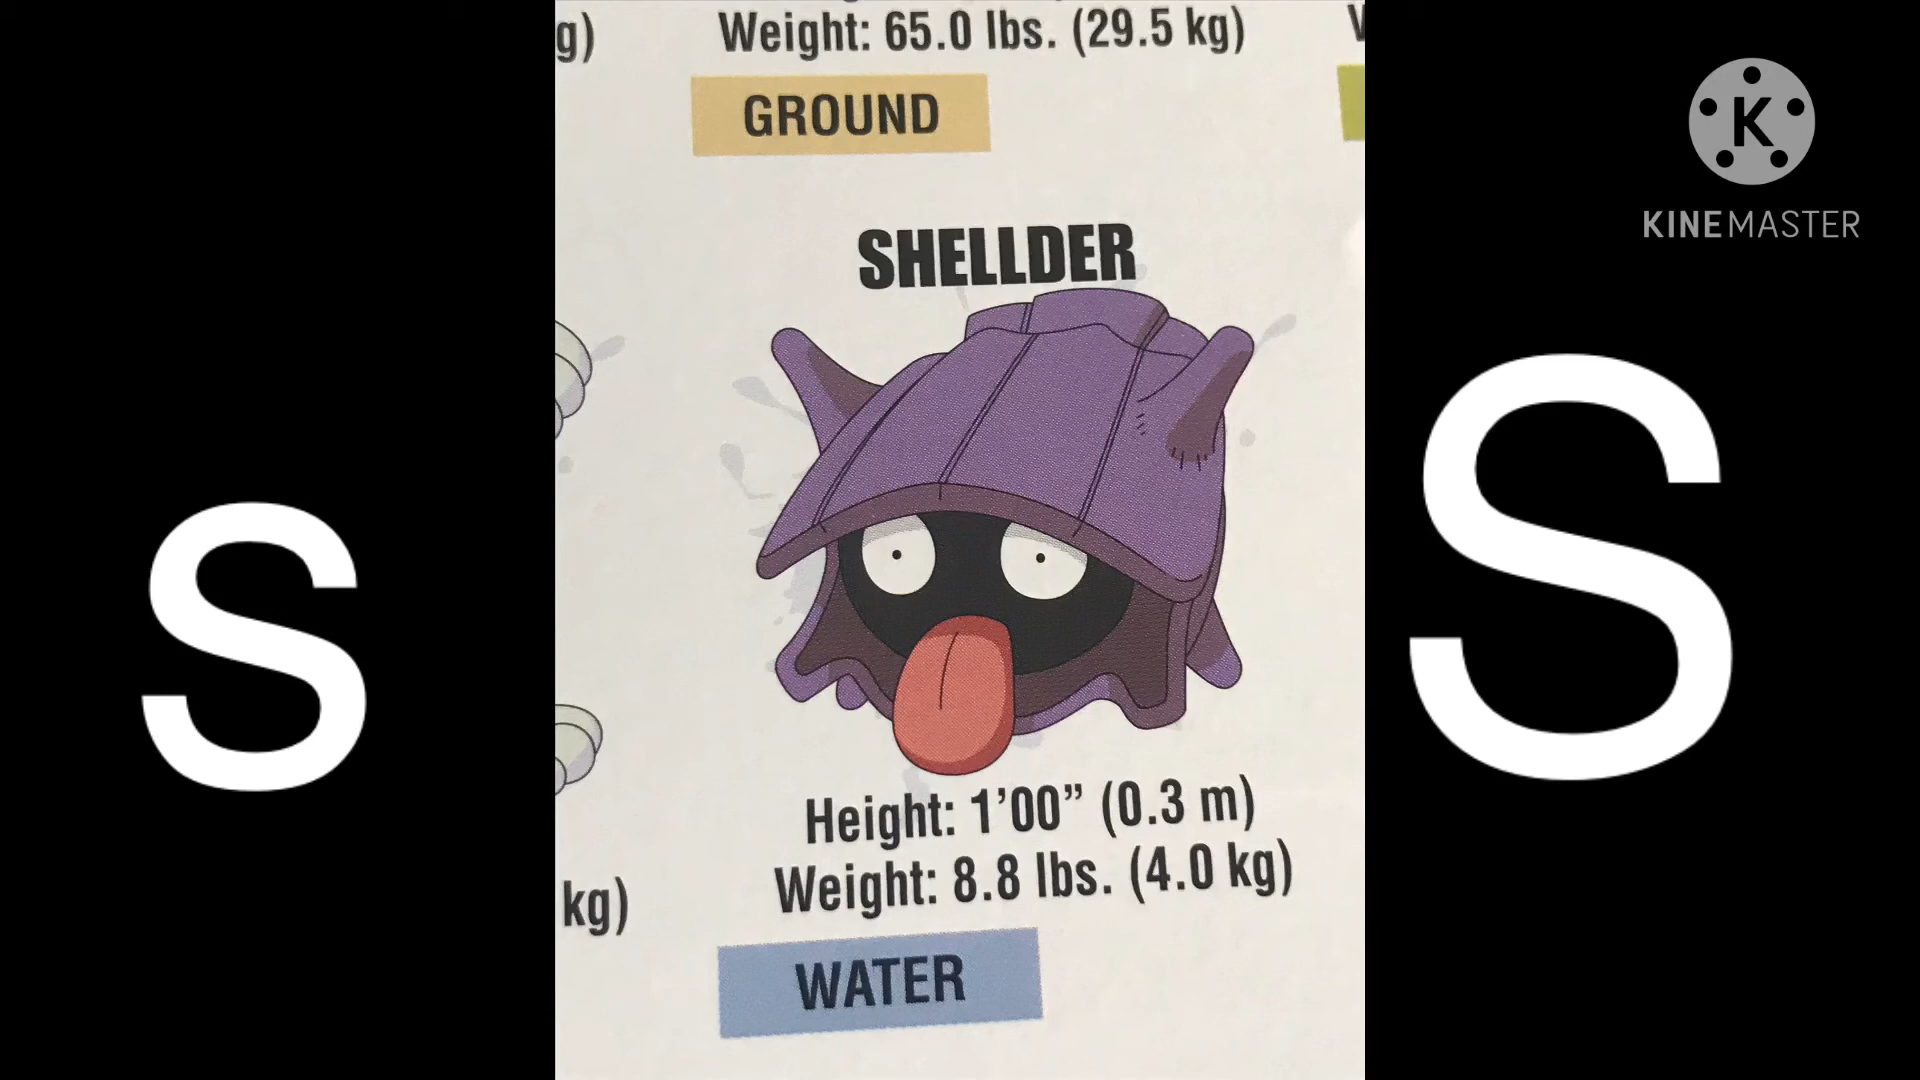 g)
Weight: 65.0 lbs. (29.5 kg)
GROUND
K
KINEMASTER
SHELLDER
s
S
Height: 1’00” (0.3 m)
Weight: 8.8 lbs. (4.0 kg)
kg)
WATER